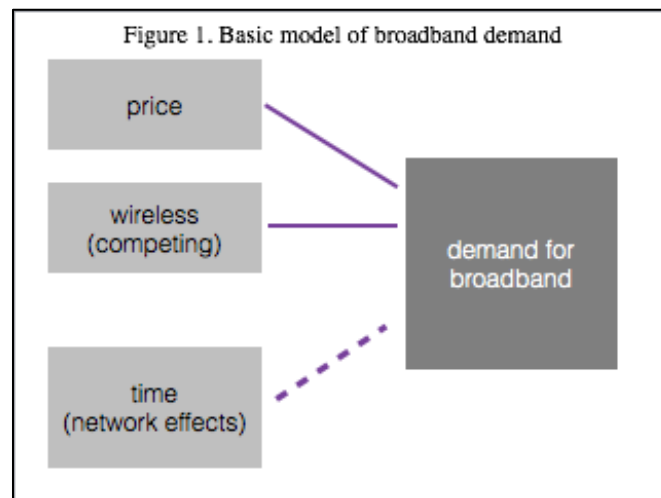 Figure 1. Basic model of broadband demand
price
wireless
(competing)
demand for
broadband
time
(network effects)